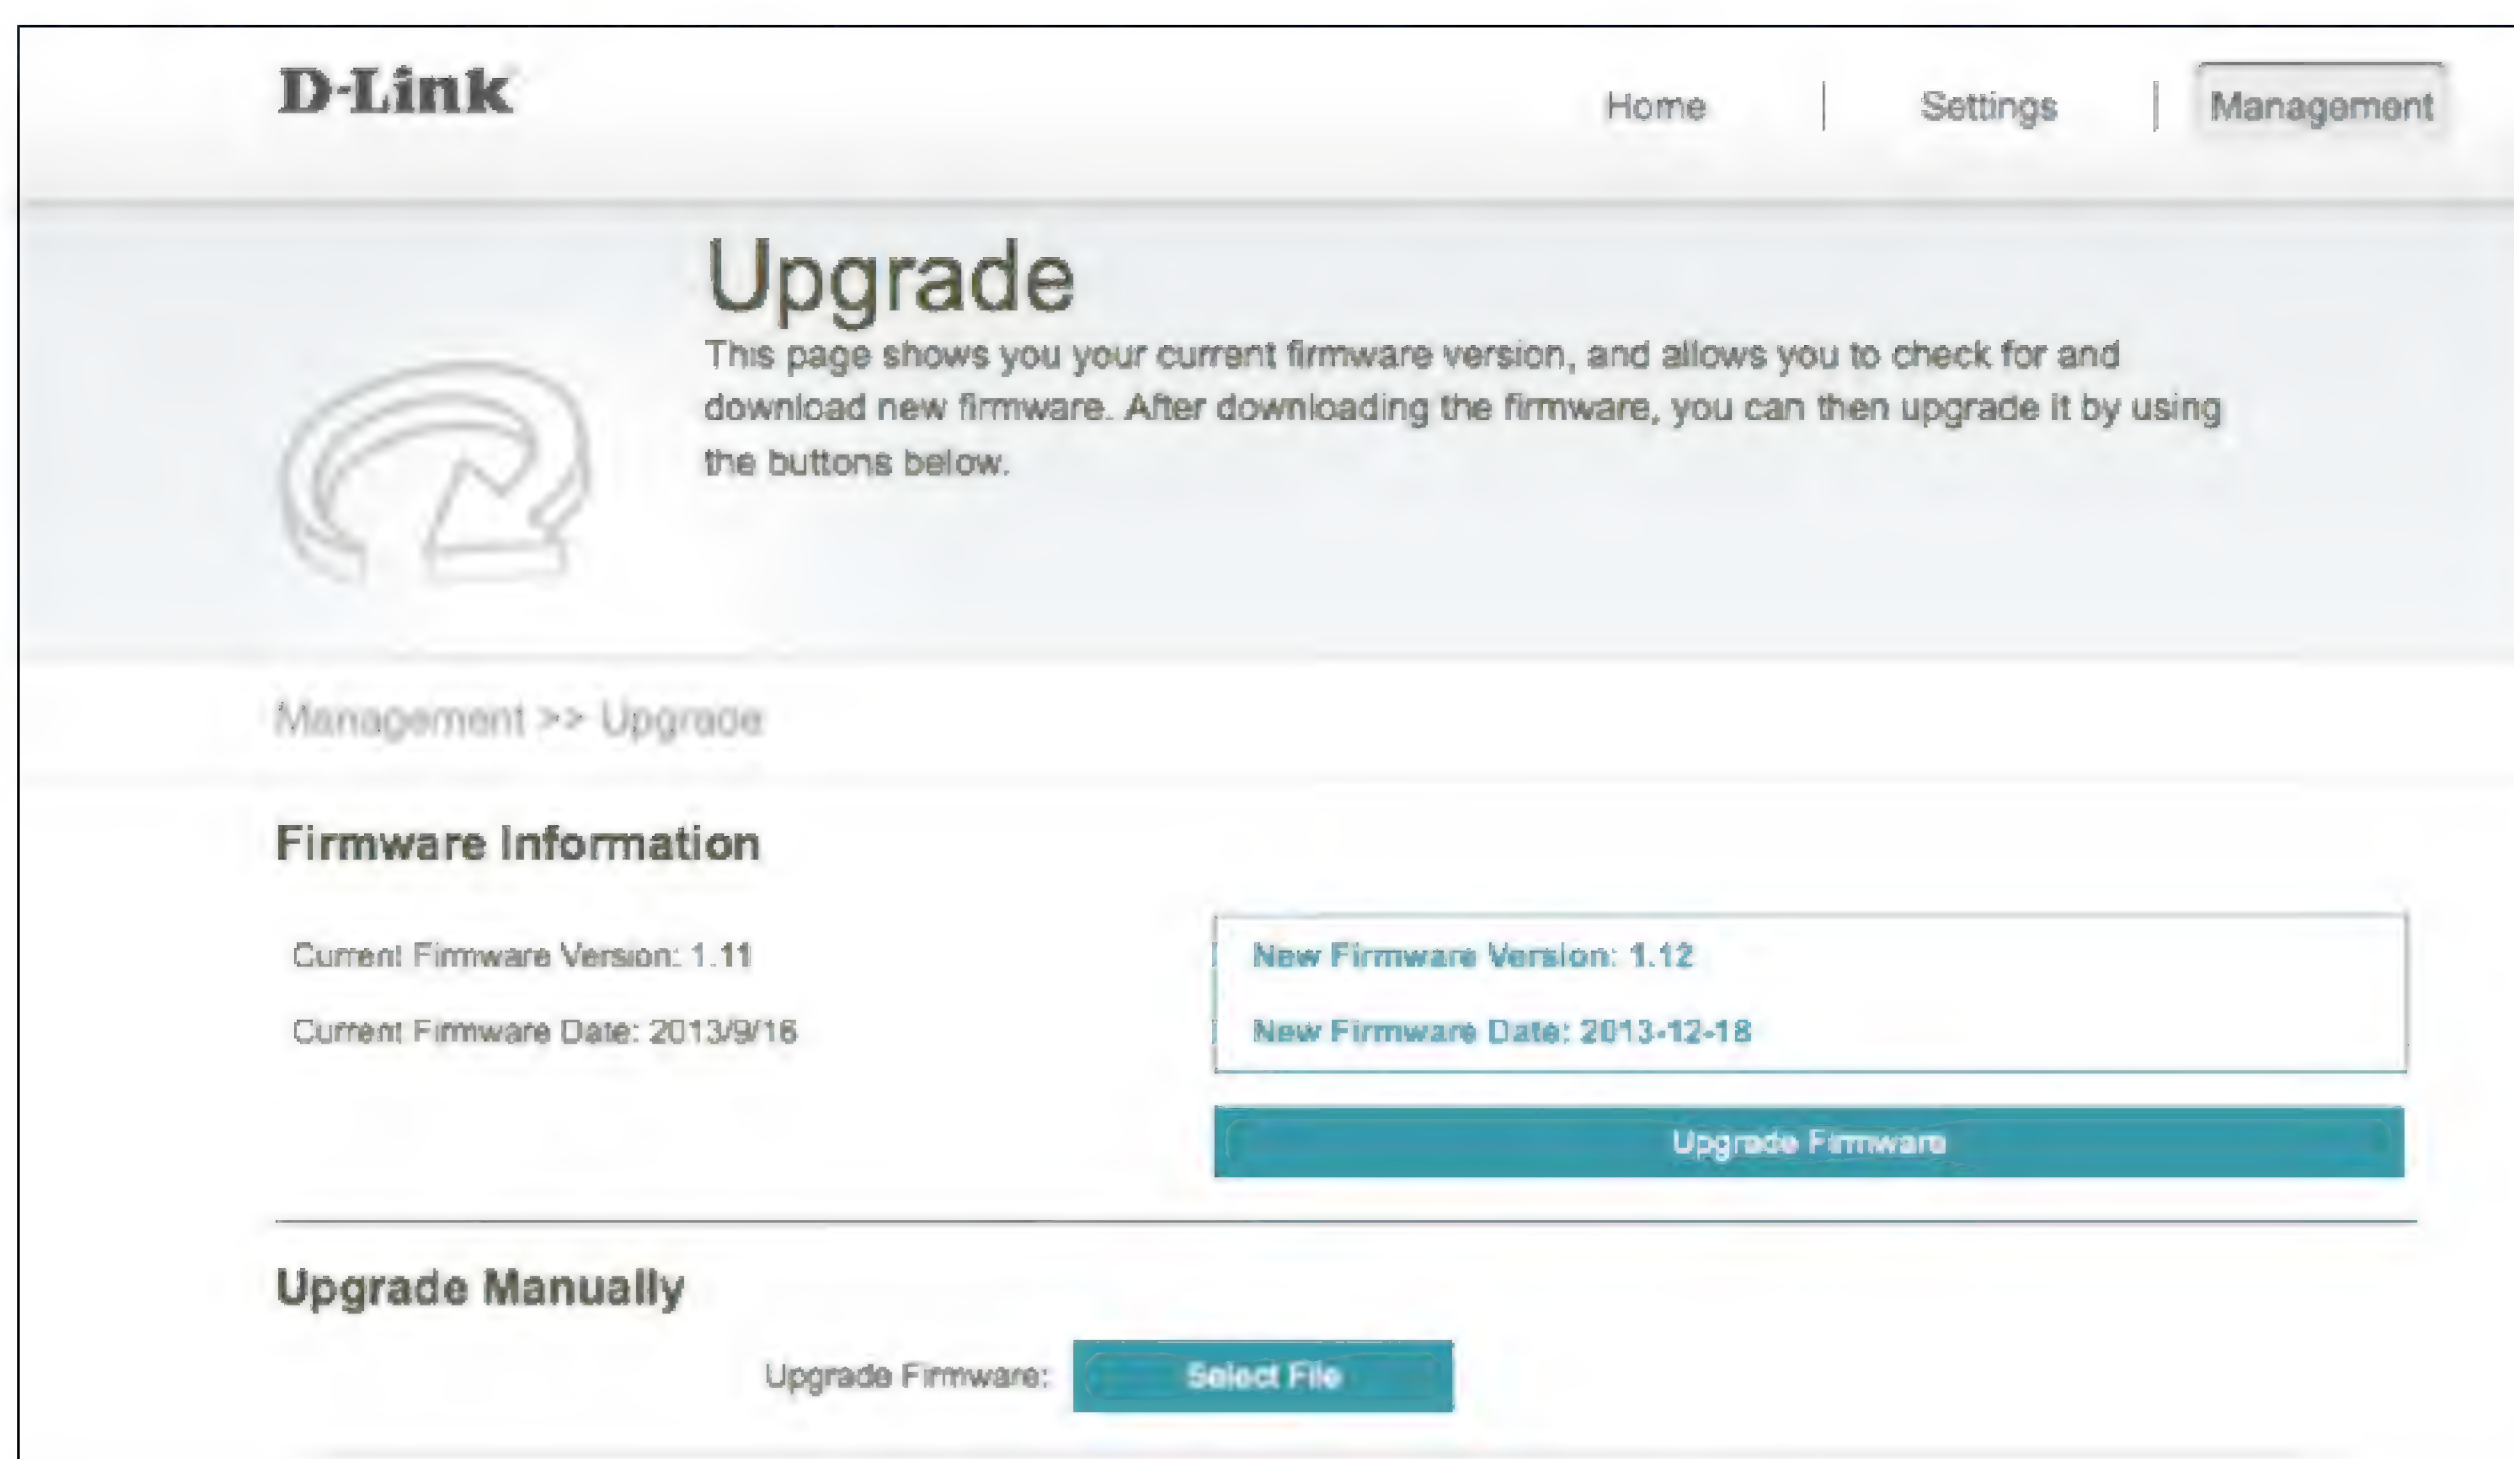 D-Link
Home | Settings | Management
Upgrade
This page shows you your current firmware version, and allows you to check for and
download new firmware. After downloading the firmware, you can then upgrade it by using
the buttons below.
Management >> Upgrade
Firmware Information
Current Firmware Version: 1.11
New Firmware Version: 1.12
Current Firmware Date: 2013/9/16
New Firmware Date: 2013-12-18
Upgrade Firmware
Upgrade Manually
Upgrade Firmware: Select File